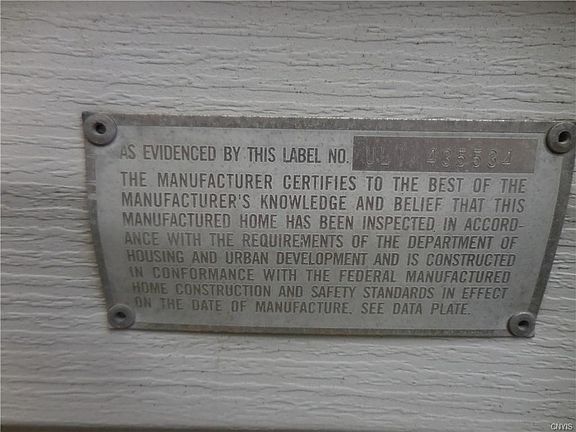 AS EVIDENCED BY THIS LABEL NO. UL 435534
THE MANUFACTURER CERTIFIES TO THE BEST OF THE
MANUFACTURER'S KNOWLEDGE AND BELIEF THAT THIS
MANUFACTURED HOME HAS BEEN INSPECTED IN ACCORD-
ANCE WITH THE REQUIREMENTS OF THE DEPARTMENT OF
HOUSING AND URBAN DEVELOPMENT AND IS CONSTRUCTED
IN CONFORMANCE WITH THE FEDERAL MANUFACTURED
HOME CONSTRUCTION AND SAFETY STANDARDS IN EFFECT
ON THE DATE OF MANUFACTURE. SEE DATA PLATE.
CNYIS